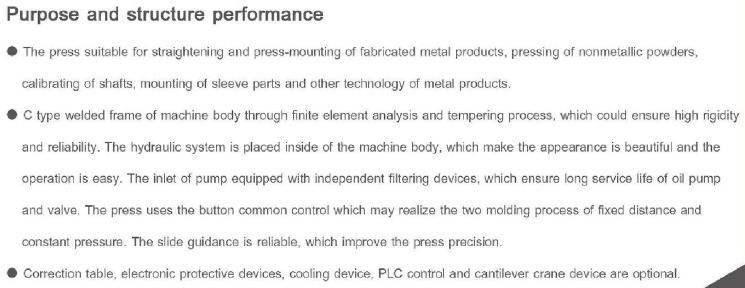 Purpose and structure performance
● The press suitable for straightening and press-mounting of fabricated metal products, pressing of nonmetallic powders,
calibrating of shafts, mounting of sleeve parts and other technology of metal products.
● C type welded frame of machine body through finite element analysis and tempering process, which could ensure high rigidity
and reliability. The hydraulic system is placed inside of the machine body, which make the appearance is beautiful and the
operation is easy. The inlet of pump equipped with independent filtering devices, which ensure long service life of oil pump
and valve. The press uses the button common control which may realize the two molding process of fixed distance and
constant pressure. The slide guidance is reliable, which improve the press precision.
● Correction table, electronic protective devices, cooling device, PLC control and cantilever crane device are optional.